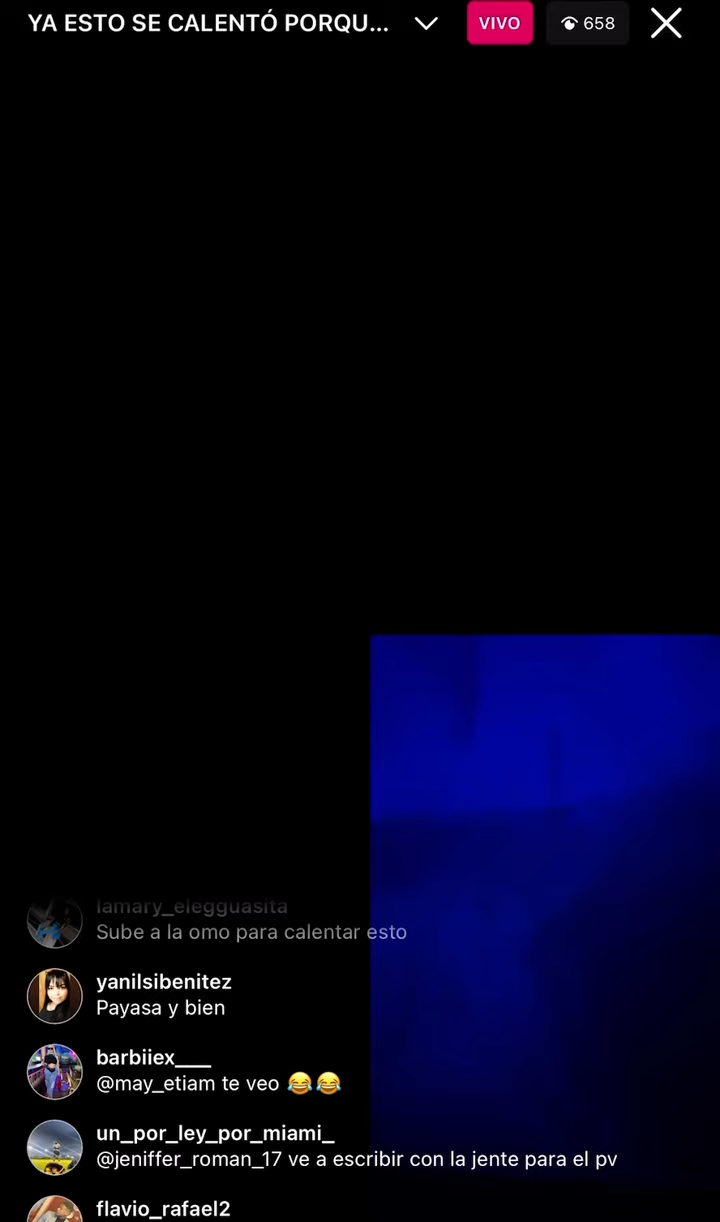 YA ESTO SE CALENTÓ PORQU...
VIVO
658
lamary_elegguasita
Sube a la omo para calentar esto
yanilsibenitez
Payasa y bien
barbiiex____
@may_etiam te veo 😂😂
un_por_ley_por_miami_
@jeniffer_roman_17 ve a escribir con la jente para el pv
flavio_rafael2